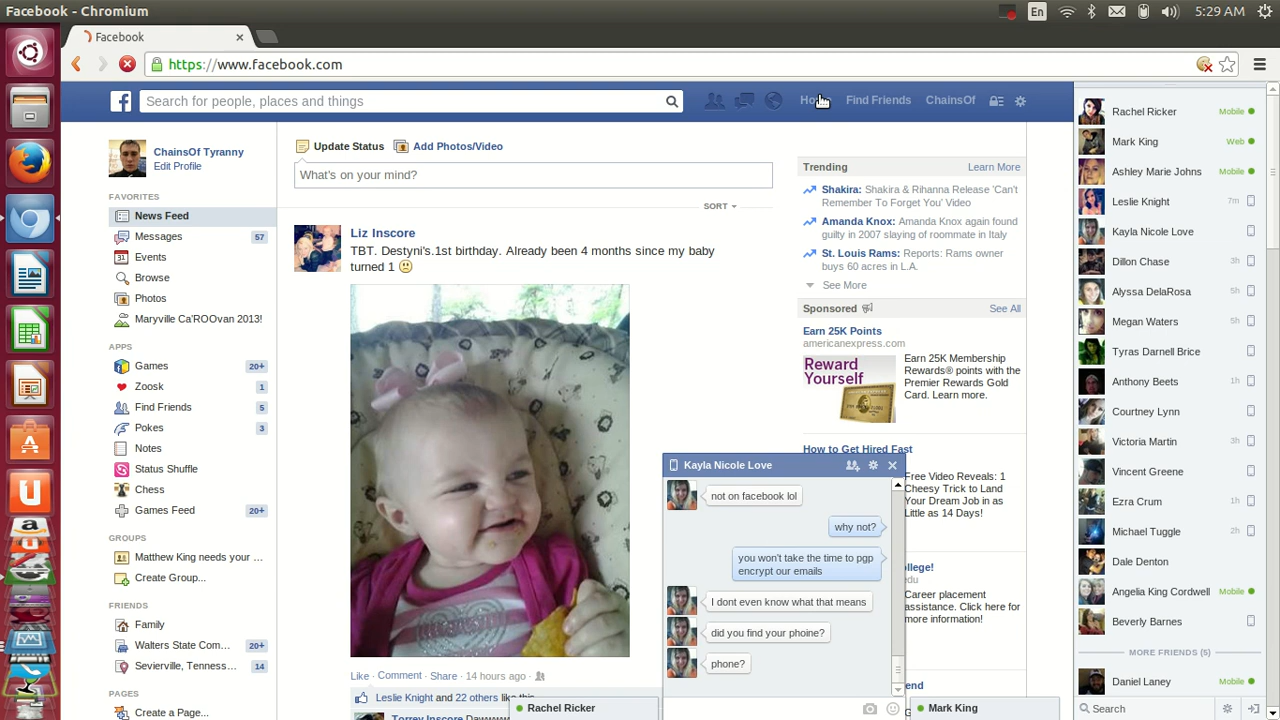 Facebook - Chromium
En
5:29 AM
Facebook
https://www.facebook.com
Search for people, places and things
Find Friends
ChainsOf
ChainsOf Tyranny
Edit Profile
FAVORITES
News Feed
Messages 57
Events
31
Browse
Photos
Maryville Ca'ROOvan 2013!
APPS
Games 20+
Zoosk 1
Find Friends 5
Pokes 3
Notes
Status Shuffle
Chess
Games Feed 20+
GROUPS
Matthew King needs your ...
Create Group...
FRIENDS
Family
Walters State Com... 20+
Sevierville, Tenness... 14
PAGES
Create a Page...
Update Status
Add Photos/Video
What's on your mind?
SORT
Liz Inscore
TBT. Destyni's.1st birthday. Already been 4 months since my baby
turned 1
Like · Comment · Share · 14 hours ago ·
Leslie Knight and 22 others like this.
Torrey Inscore
Rachel Ricker
Trending
Learn More
Shakira: Shakira & Rihanna Release 'Can't
Remember To Forget You' Video
Amanda Knox: Amanda Knox again found
guilty in 2007 slaying of roommate in Italy
St. Louis Rams: Reports: Rams owner
buys 60 acres in L.A.
See More
Sponsored
See All
Earn 25K Points
americanexpress.com
Reward
Yourself
Earn 25K Membership
Rewards® points with the
Premier Rewards Gold
Card. Learn more.
How to Get Hired Fast
Free Video Reveals: 1
Cheesy Trick to Land
Your Dream Job in as
Little as 14 Days!
Career placement
assistance. Click here for
more information!
Kayla Nicole Love
not on facebook lol
why not?
you won't take the time to pgp
encrypt our emails
I dont even know what that means
did you find your phoine?
phone?
Mark King
Rachel Ricker Mobile
Mark King Web
Ashley Marie Johns Mobile
Leslie Knight 7m
Kayla Nicole Love
Dillon Chase 3h
Alyssa DelaRosa 5h
Megan Waters 5h
Tyras Darnell Brice
Anthony Beets 1h
Courtney Lynn
Victoria Martin 3h
Vincent Greene
Ezra Crum 1h
Michael Tuggle 2h
Dale Denton
Angelia King Cordwell Mobile
Beverly Barnes
MORE FRIENDS (5)
Daniel Laney Mobile
Search